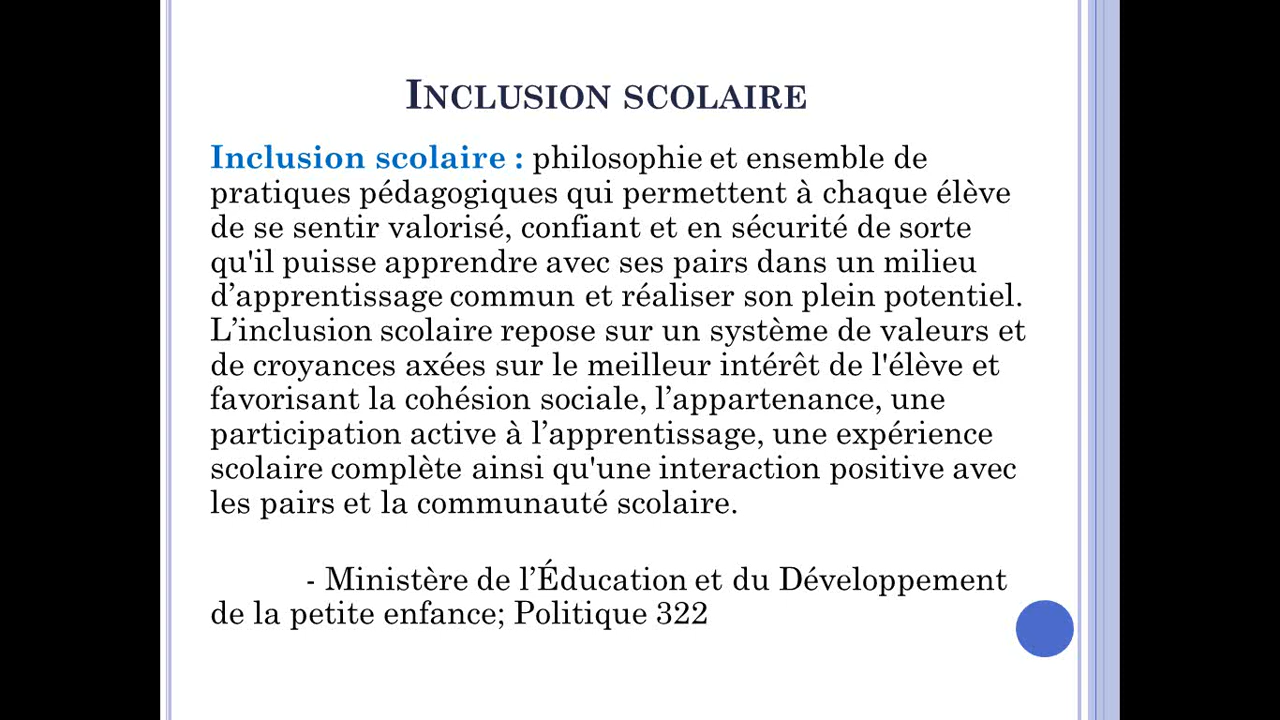 INCLUSION SCOLAIRE
Inclusion scolaire : philosophie et ensemble de
pratiques pédagogiques qui permettent à chaque élève
de se sentir valorisé, confiant et en sécurité de sorte
qu'il puisse apprendre avec ses pairs dans un milieu
d’apprentissage commun et réaliser son plein potentiel.
L’inclusion scolaire repose sur un système de valeurs et
de croyances axées sur le meilleur intérêt de l'élève et
favorisant la cohésion sociale, l’appartenance, une
participation active à l’apprentissage, une expérience
scolaire complète ainsi qu'une interaction positive avec
les pairs et la communauté scolaire.
- Ministère de l’Éducation et du Développement
de la petite enfance; Politique 322